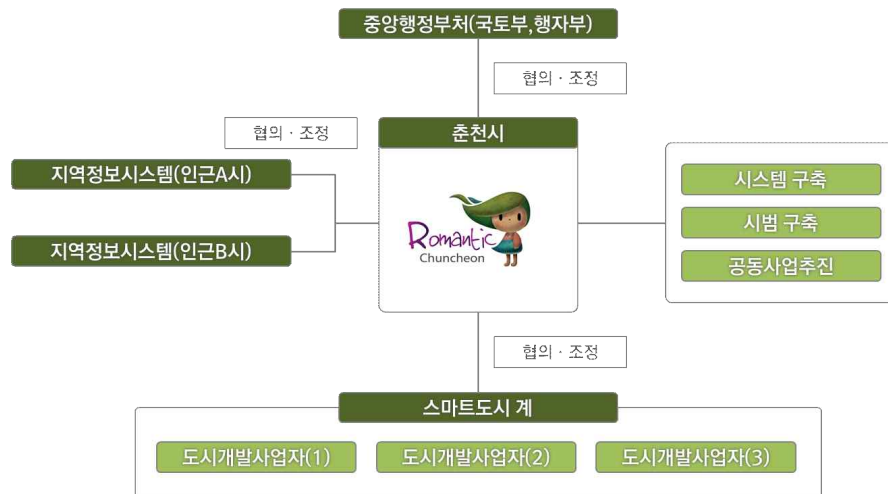 중앙행정부처(국토부,행자부)
협의 · 조정
협의 · 조정
춘천시
지역정보시스템(인근A시)
지역정보시스템(인근B시)
Romantic
Chuncheon
시스템 구축
시범 구축
공동사업추진
협의 · 조정
스마트도시 계
도시개발사업자(1)
도시개발사업자(2)
도시개발사업자(3)